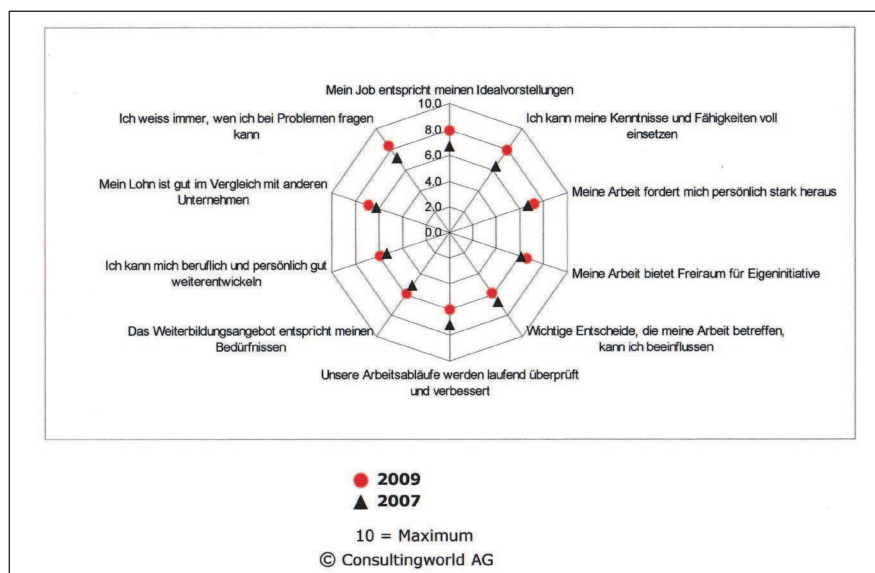 Mein Job entspricht meinen Idealvorstellungen
10,0
8,0
6,0
4,0
2,0
0,0
Ich kann meine Kenntnisse und Fähigkeiten voll
einsetzen
Meine Arbeit fordert mich persönlich stark heraus
Meine Arbeit bietet Freiraum für Eigeninitiative
Wichtige Entscheide, die meine Arbeit betreffen,
kann ich beeinflussen
Unsere Arbeitsabläufe werden laufend überprüft
und verbessert
Das Weiterbildungsangebot entspricht meinen
Bedürfnissen
Ich kann mich beruflich und persönlich gut
weiterentwickeln
Mein Lohn ist gut im Vergleich mit anderen
Unternehmen
Ich weiss immer, wen ich bei Problemen fragen
kann
2009
2007
10 = Maximum
© Consultingworld AG